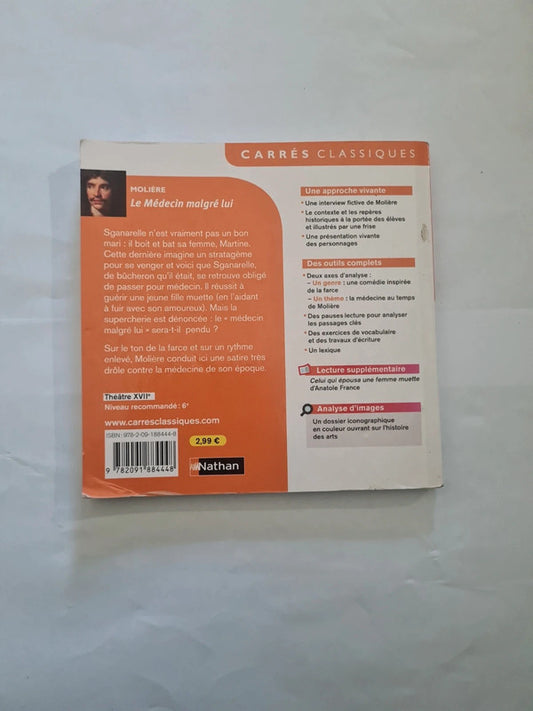 CARRÉS CLASSIQUES
MOLIÈRE
Le Médecin malgré lui
Sganarelle n'est vraiment pas un bon
mari : il boit et bat sa femme, Martine.
Cette dernière imagine un stratagème
pour se venger et voici que Sganarelle,
de bûcheron qu'il était, se retrouve obligé
de passer pour médecin. Il réussit à
guérir une jeune fille muette (en l'aidant
à fuir avec son amoureux). Mais la
supercherie est dénoncée : le « médecin
malgré lui » sera-t-il pendu ?
Sur le ton de la farce et sur un rythme
enlevé, Molière conduit ici une satire très
drôle contre la médecine de son époque.
Théâtre XVIIe
Niveau recommandé : 6e
www.carresclassiques.com
ISBN: 978-2-09-188444-8
9 782091 884448
2,99 €
Nathan
Une approche vivante
• Une interview fictive de Molière
• Le contexte et les repères
historiques à la portée des élèves
et illustrés par une frise
• Une présentation vivante
des personnages
Des outils complets
• Deux axes d'analyse :
– Un genre : une comédie inspirée
de la farce
– Un thème : la médecine au temps
de Molière
• Des pauses lecture pour analyser
les passages clés
• Des exercices de vocabulaire
et des travaux d'écriture
• Un lexique
Lecture supplémentaire
Celui qui épousa une femme muette
d'Anatole France
Analyse d'images
Un dossier iconographique
en couleur ouvrant sur l'histoire
des arts